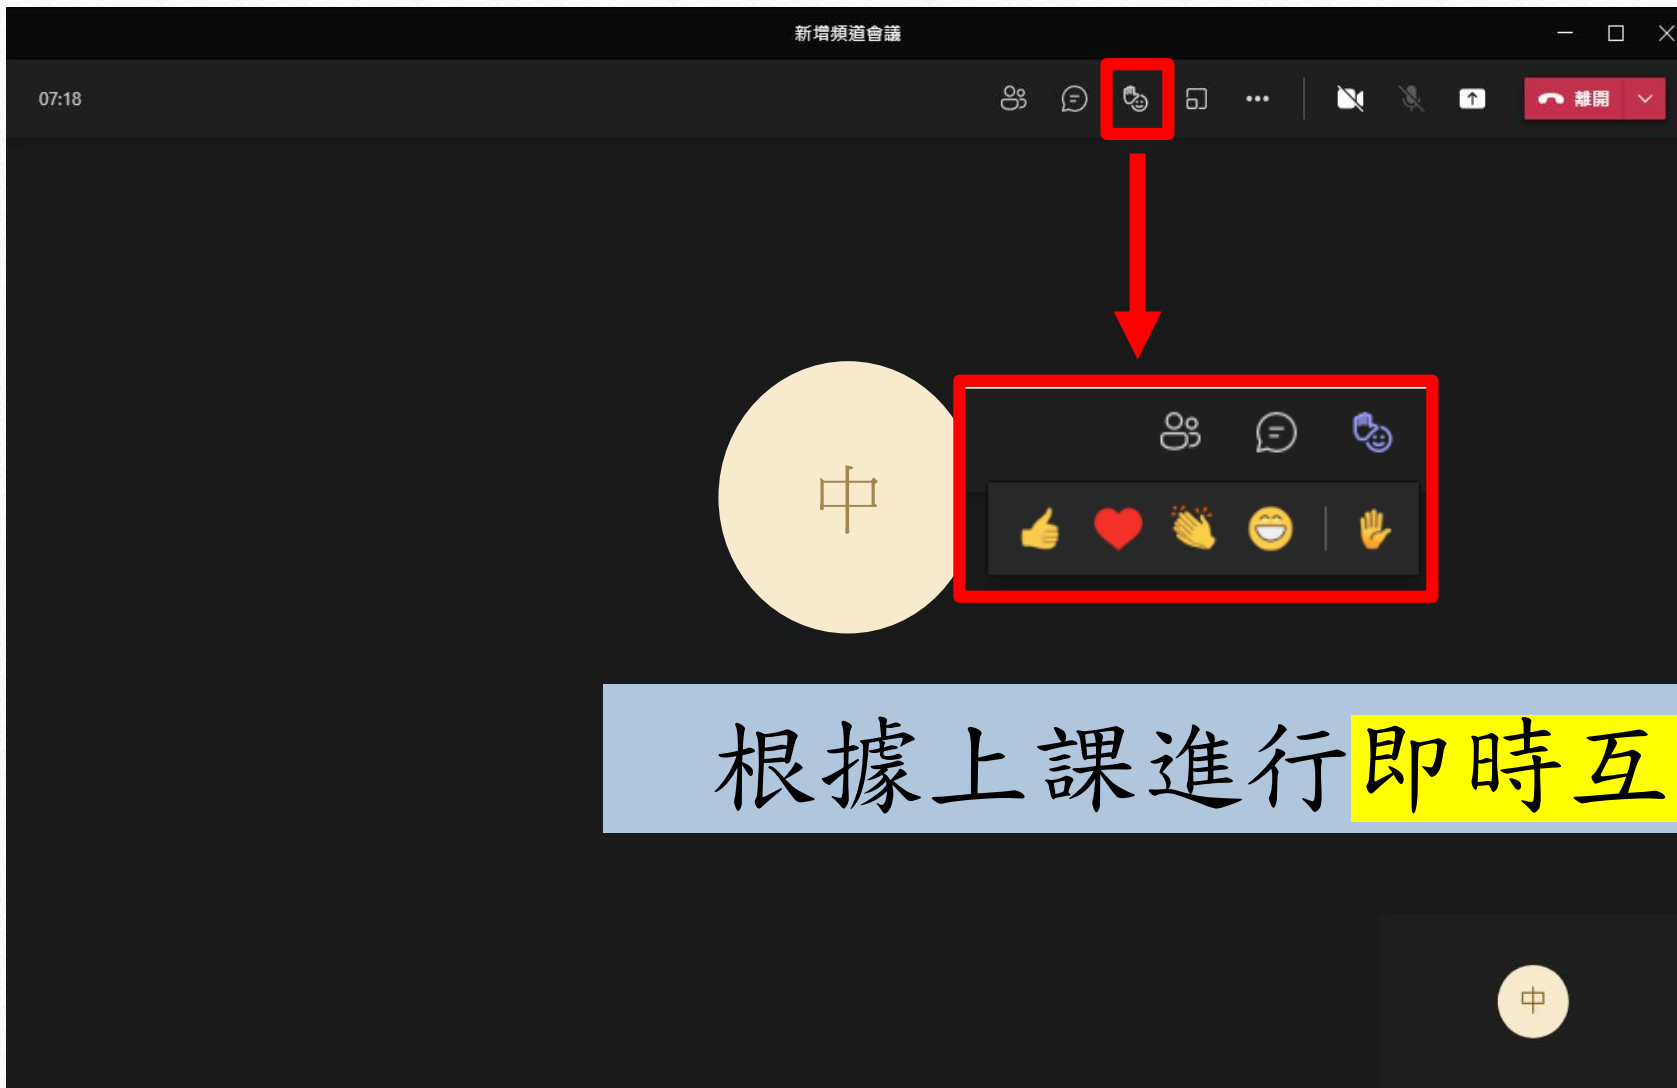 新增頻道會議
07:18
離開
中
根據上課進行即時互
中